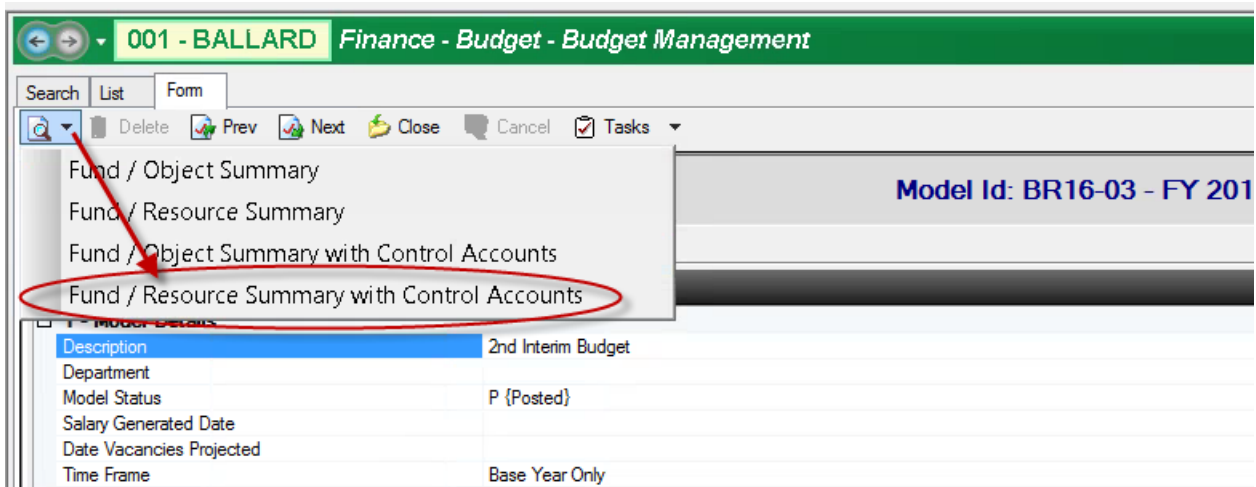 001 - BALLARD Finance - Budget - Budget Management
Search List Form
Delete Prev Next Close Cancel Tasks
Fund / Object Summary
Fund / Resource Summary
Model Id: BR16-03 - FY 201
Fund / Object Summary with Control Accounts
Fund / Resource Summary with Control Accounts
1 - Model Details
Description 2nd Interim Budget
Department
Model Status P {Posted}
Salary Generated Date
Date Vacancies Projected
Time Frame Base Year Only